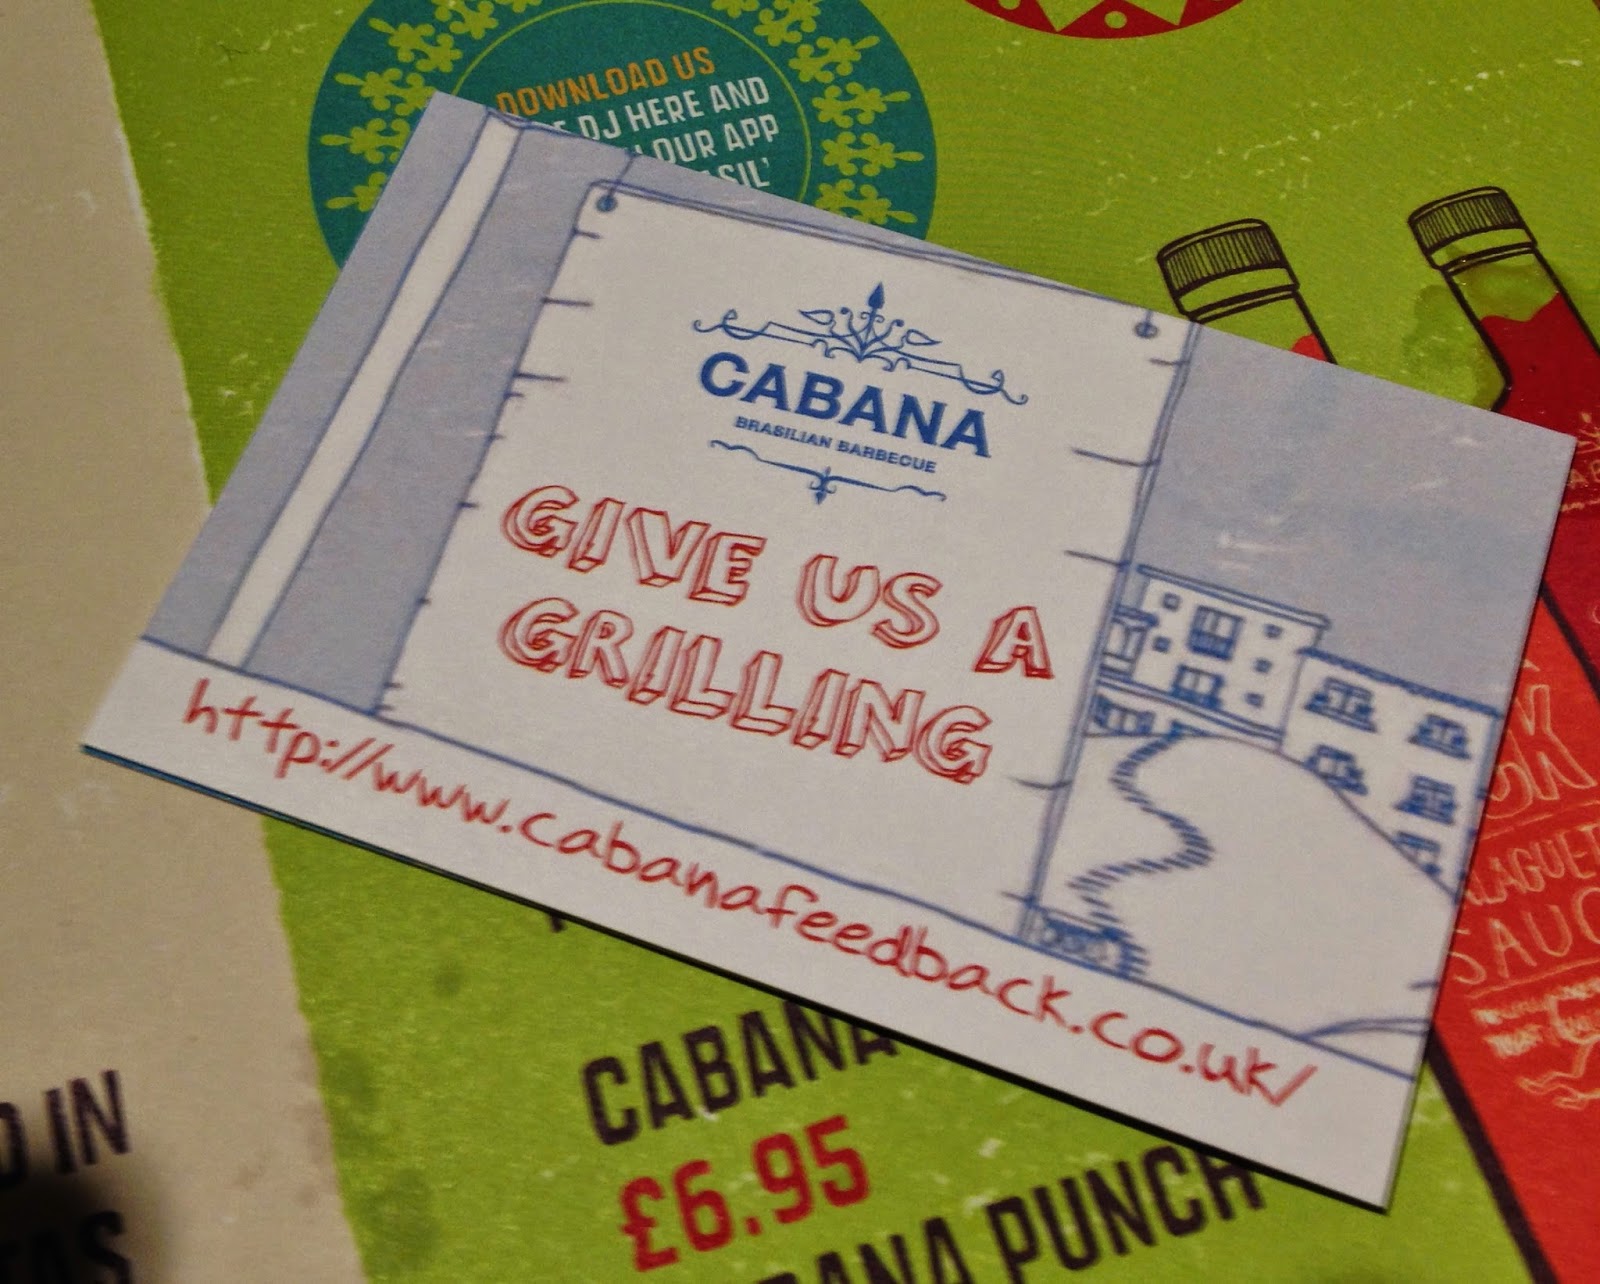 DOWNLOAD US
DJ HERE AND
OUR APP
CABANA
BRASILIAN BARBECUE
GIVE US A
GRILLING
http://www.cabanafeedback.co.uk/
SAUC
CABANA
£6.95
PUNCH
IN